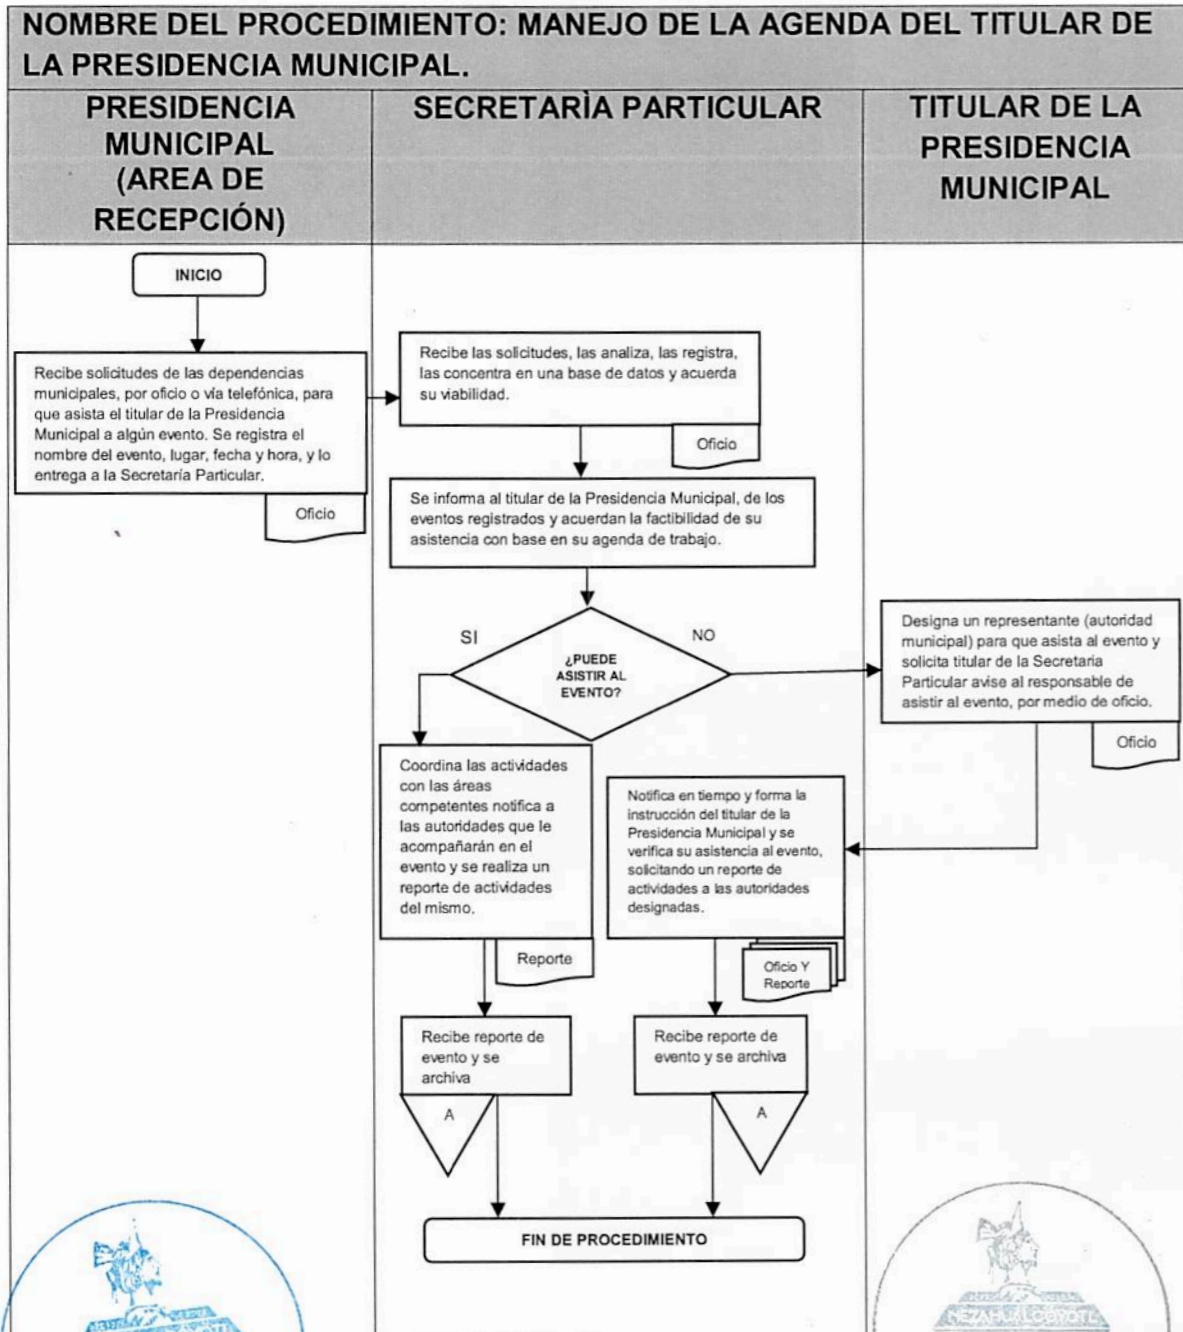 NOMBRE DEL PROCEDIMIENTO: MANEJO DE LA AGENDA DEL TITULAR DE
LA PRESIDENCIA MUNICIPAL.
PRESIDENCIA
MUNICIPAL
(AREA DE
RECEPCIÓN)
SECRETARÌA PARTICULAR
TITULAR DE LA
PRESIDENCIA
MUNICIPAL
INICIO
Recibe solicitudes de las dependencias
municipales, por oficio o vía telefónica, para
que asista el titular de la Presidencia
Municipal a algún evento. Se registra el
nombre del evento, lugar, fecha y hora, y lo
entrega a la Secretaría Particular.
Oficio
Recibe las solicitudes, las analiza, las registra,
las concentra en una base de datos y acuerda
su viabilidad.
Oficio
Se informa al titular de la Presidencia Municipal, de los
eventos registrados y acuerdan la factibilidad de su
asistencia con base en su agenda de trabajo.
SI
¿PUEDE
ASISTIR AL
EVENTO?
NO
Designa un representante (autoridad
municipal) para que asista al evento y
solicita titular de la Secretaria
Particular avise al responsable de
asistir al evento, por medio de oficio.
Oficio
Coordina las actividades
con las áreas
competentes notifica a
las autoridades que le
acompañarán en el
evento y se realiza un
reporte de actividades
del mismo.
Reporte
Notifica en tiempo y forma la
instrucción del titular de la
Presidencia Municipal y se
verifica su asistencia al evento,
solicitando un reporte de
actividades a las autoridades
designadas.
Oficio Y
Reporte
Recibe reporte de
evento y se
archiva
A
Recibe reporte de
evento y se archiva
A
FIN DE PROCEDIMIENTO
NEZAHUALCÓYOTL